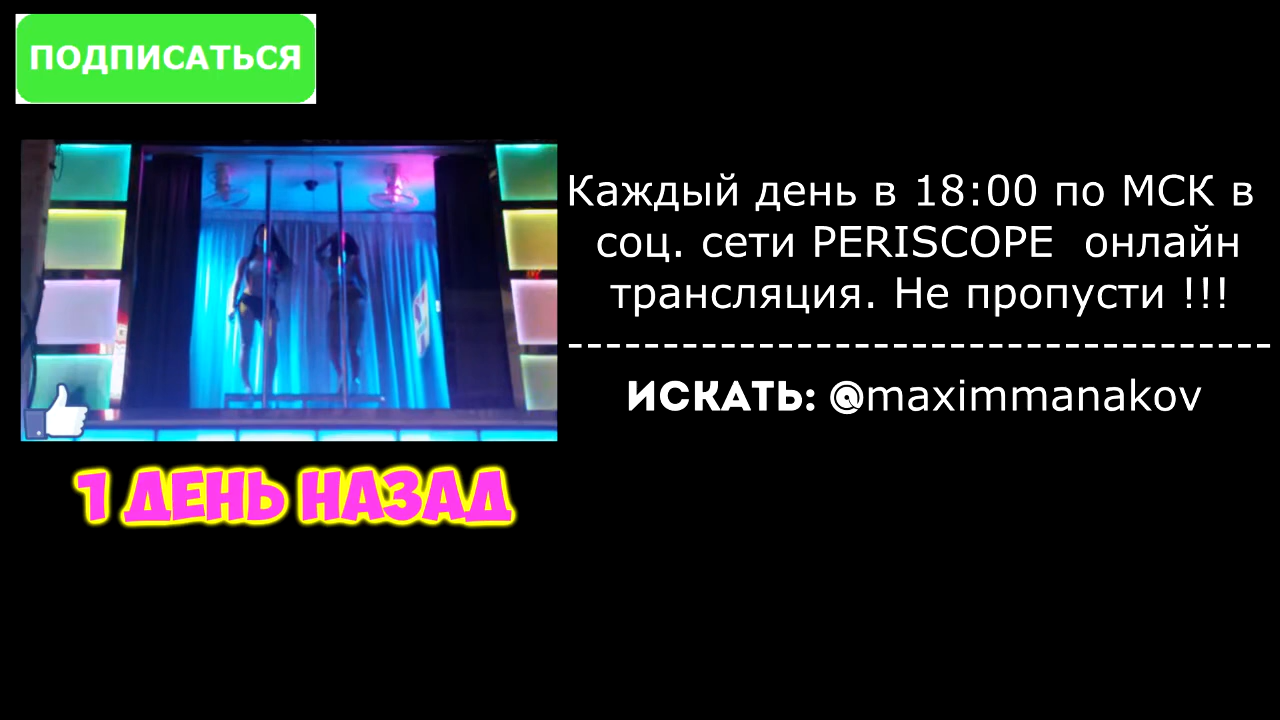 ПОДПИСАТЬСЯ
Каждый день в 18:00 по МСК в
соц. сети PERISCOPE онлайн
трансляция. Не пропусти !!!
-------------------------------------
ИСКАТЬ: @maximmanakov
1 ДЕНЬ НАЗАД